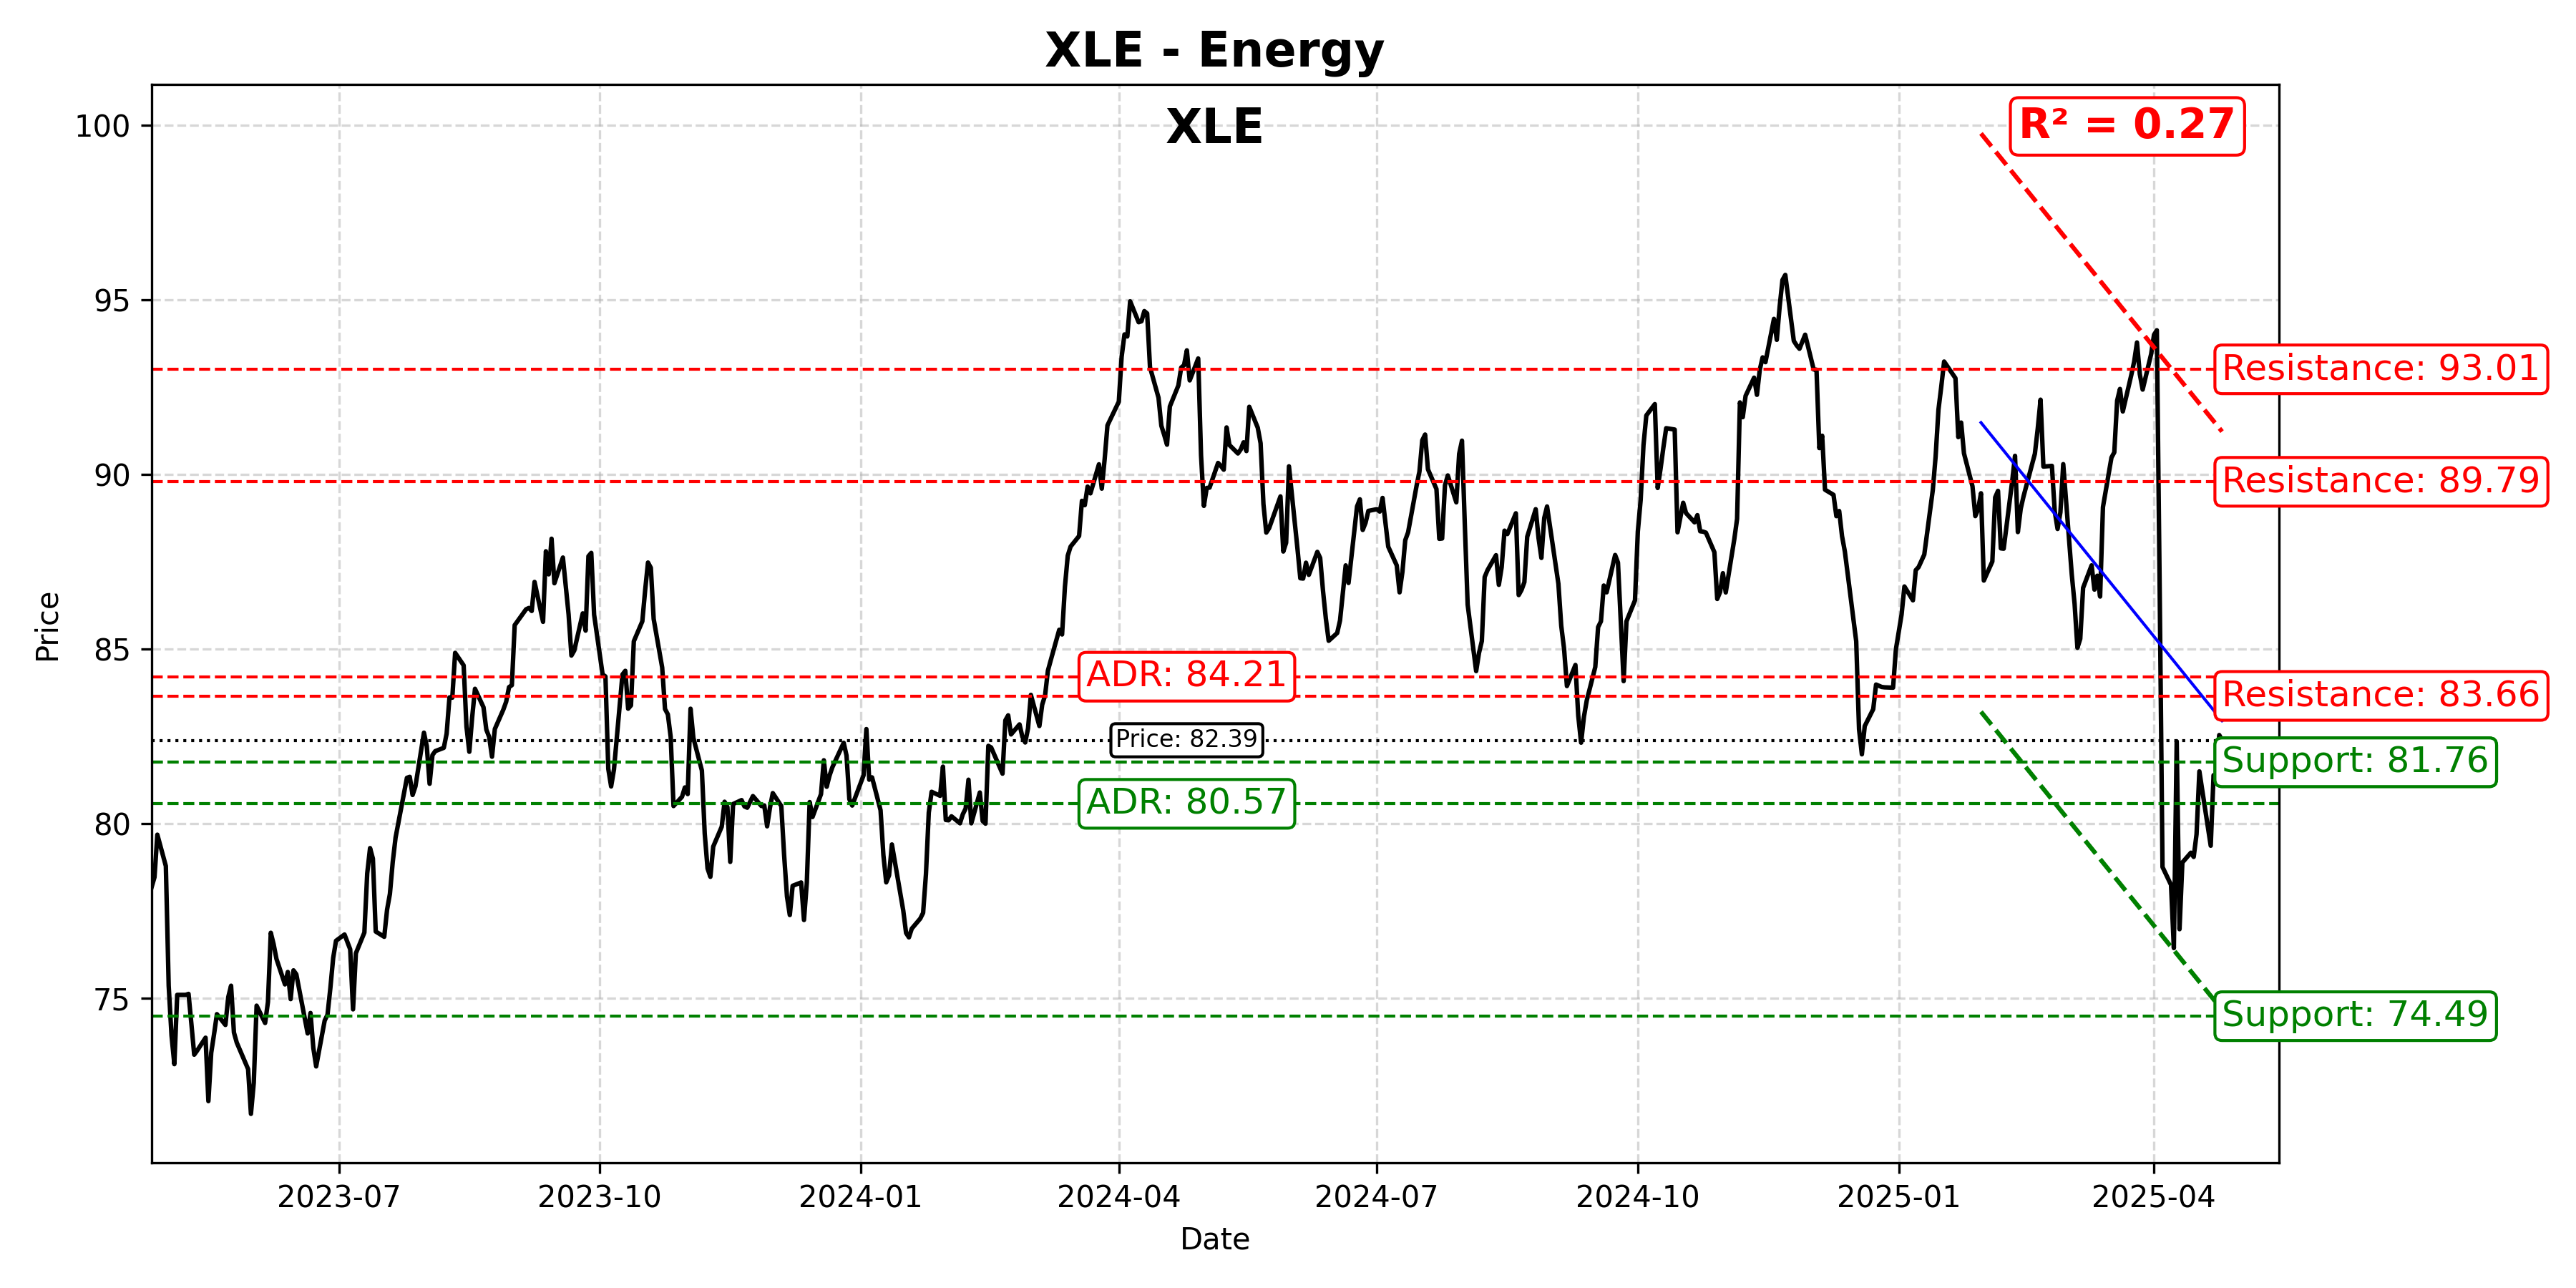 XLE - Energy
XLE
R² = 0.27
100
95
90
85
80
75
Price
Resistance: 93.01
Resistance: 89.79
ADR: 84.21
Resistance: 83.66
Price: 82.39
Support: 81.76
ADR: 80.57
Support: 74.49
2023-07
2023-10
2024-01
2024-04
2024-07
2024-10
2025-01
2025-04
Date